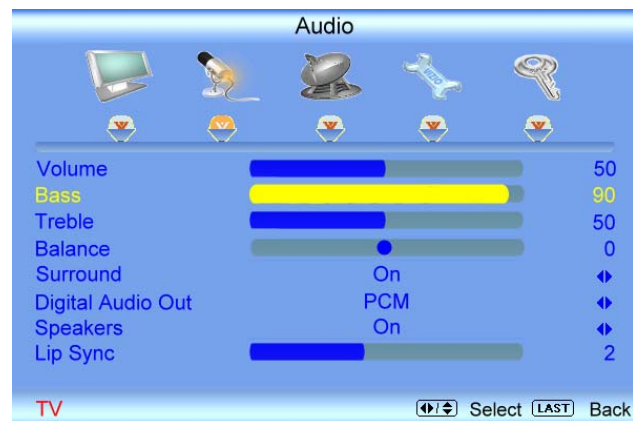 Audio
VIZIO
Volume 50
Bass 90
Treble 50
Balance 0
Surround On
Digital Audio Out PCM
Speakers On
Lip Sync 2
TV Select LAST Back